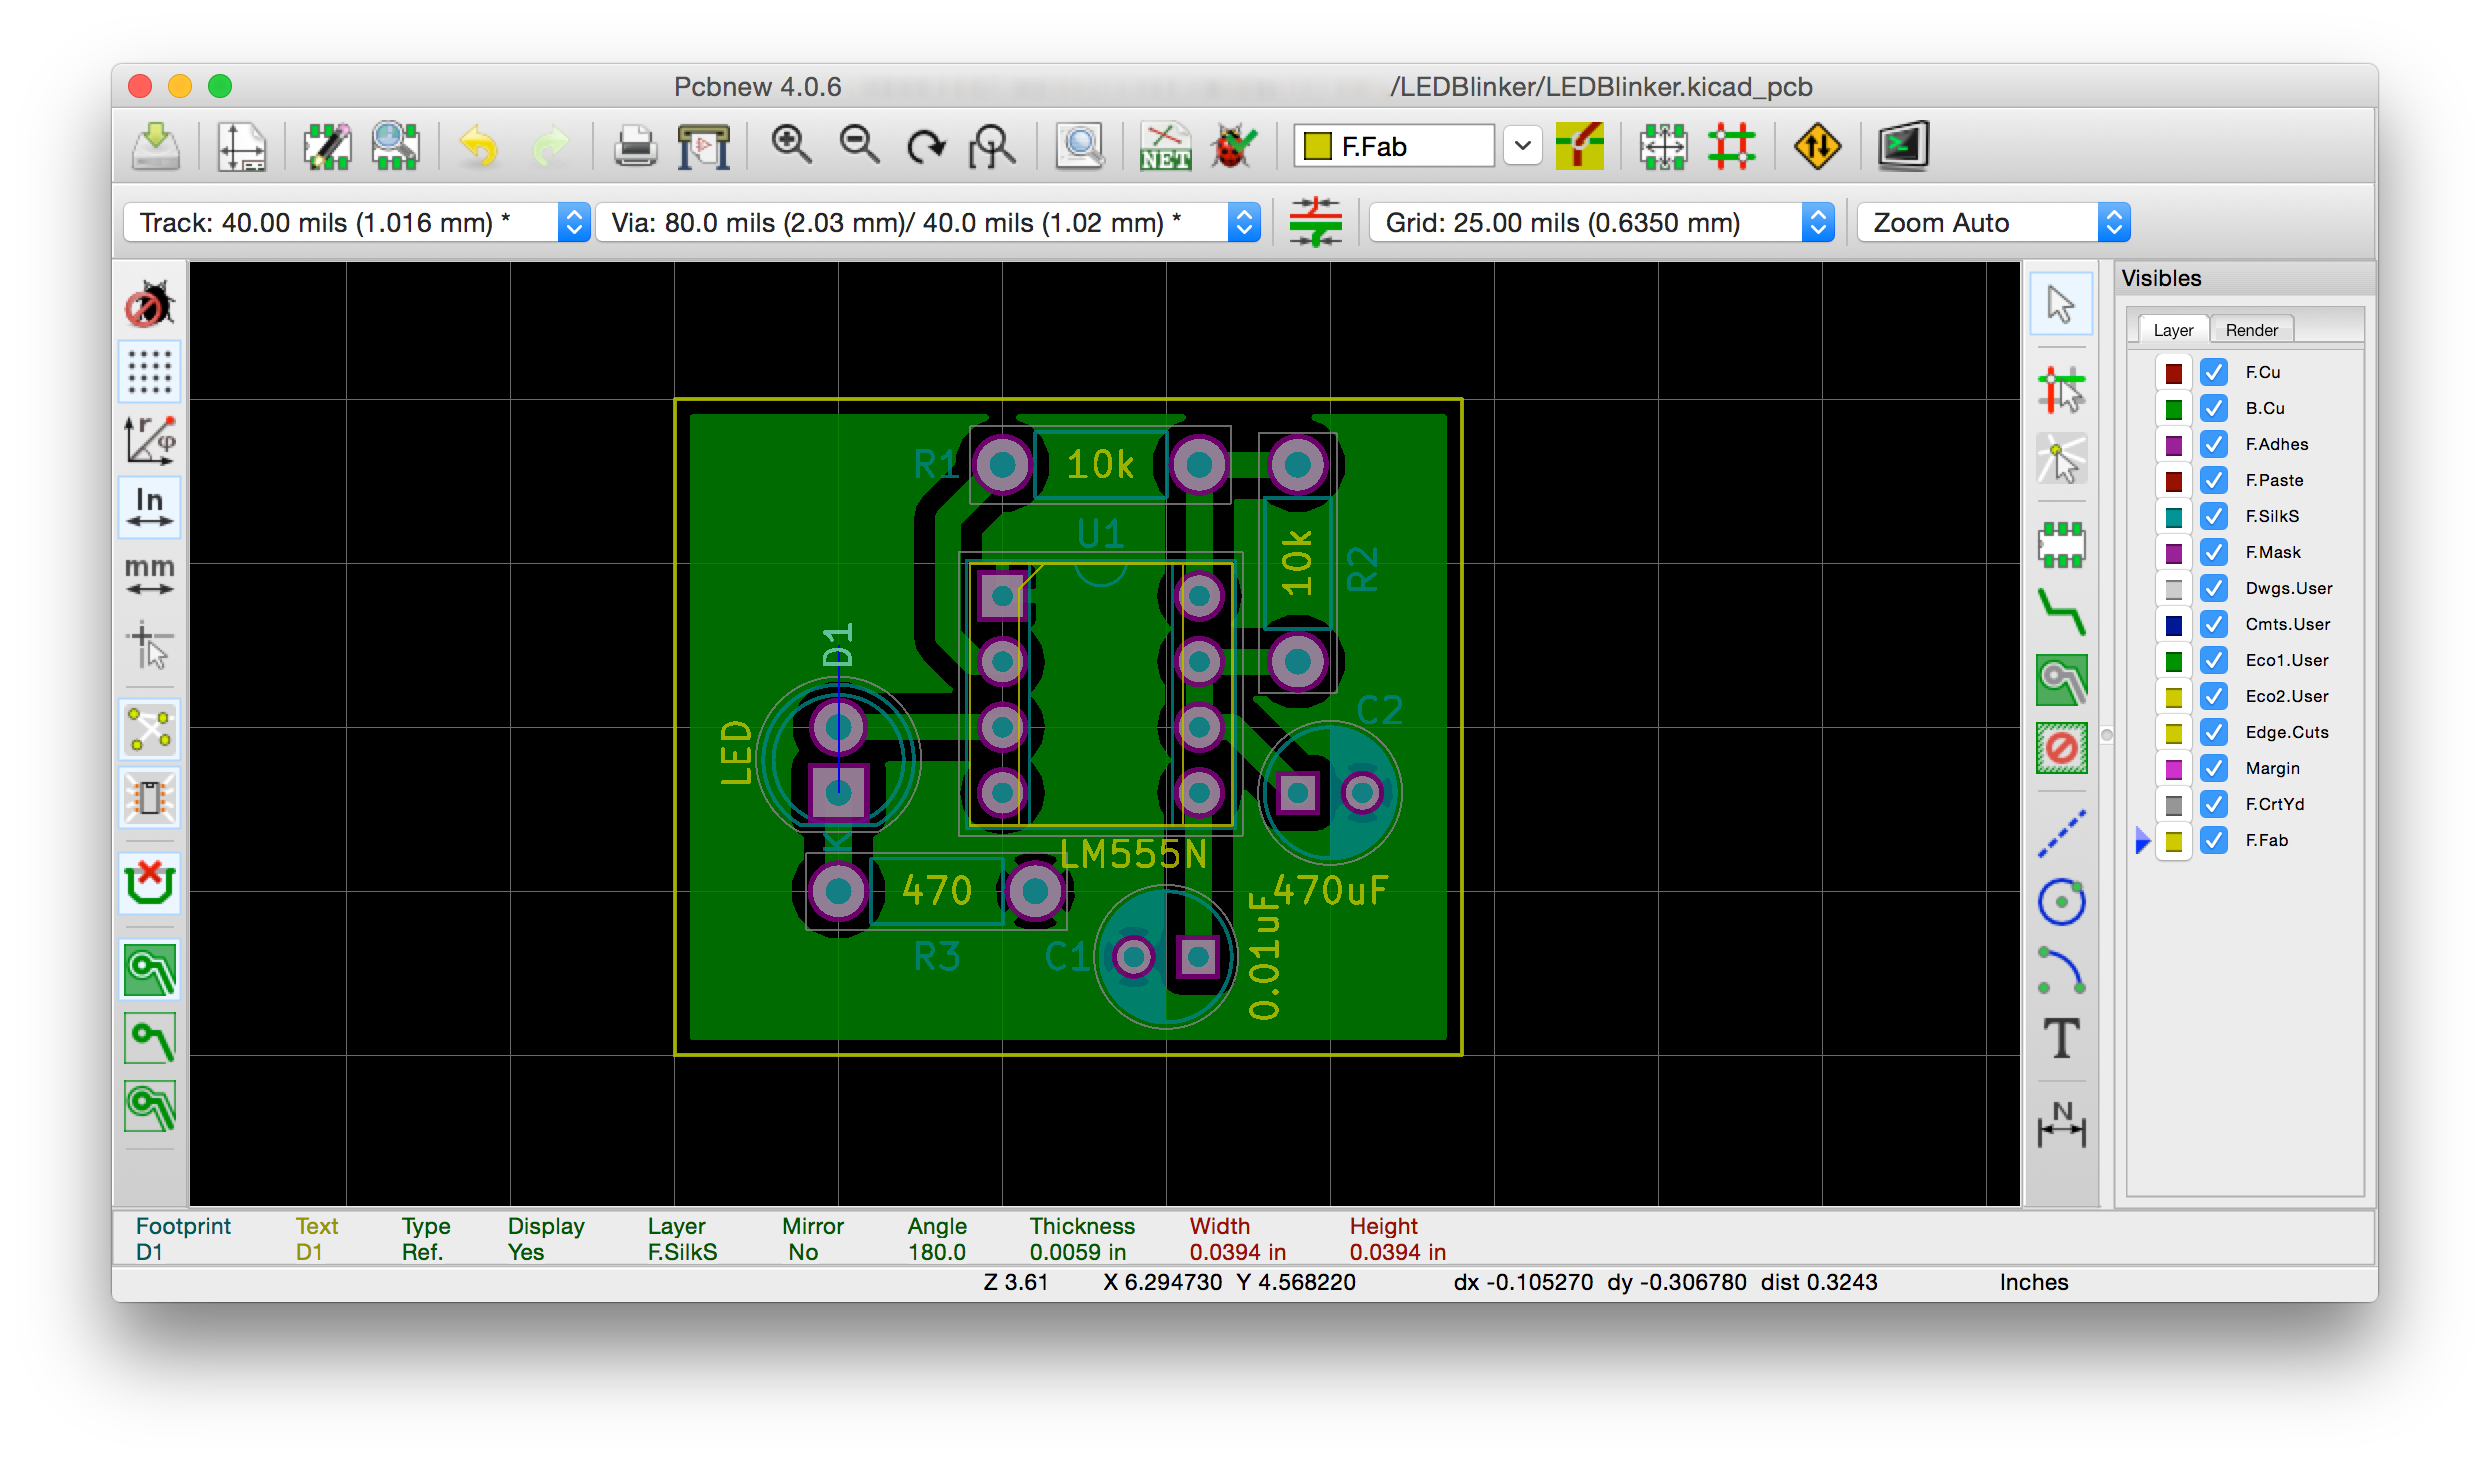 Pcbnew 4.0.6 /LEDBlinker/LEDBlinker.kicad_pcb
NET
F.Fab
Track: 40.00 mils (1.016 mm) *
Via: 80.0 mils (2.03 mm)/ 40.0 mils (1.02 mm) *
Grid: 25.00 mils (0.6350 mm)
Zoom Auto
r
φ
In
mm
R1
10k
U1
10k
R2
D1
LED
C2
K
LM555N
470
470uF
R3
C1
0.01uF
T
N
Visibles
Layer Render
F.Cu
B.Cu
F.Adhes
F.Paste
F.SilkS
F.Mask
Dwgs.User
Cmts.User
Eco1.User
Eco2.User
Edge.Cuts
Margin
F.CrtYd
F.Fab
Footprint Text Type Display Layer Mirror Angle Thickness Width Height
D1 D1 Ref. Yes F.SilkS No 180.0 0.0059 in 0.0394 in 0.0394 in
Z 3.61 X 6.294730 Y 4.568220 dx -0.105270 dy -0.306780 dist 0.3243 Inches